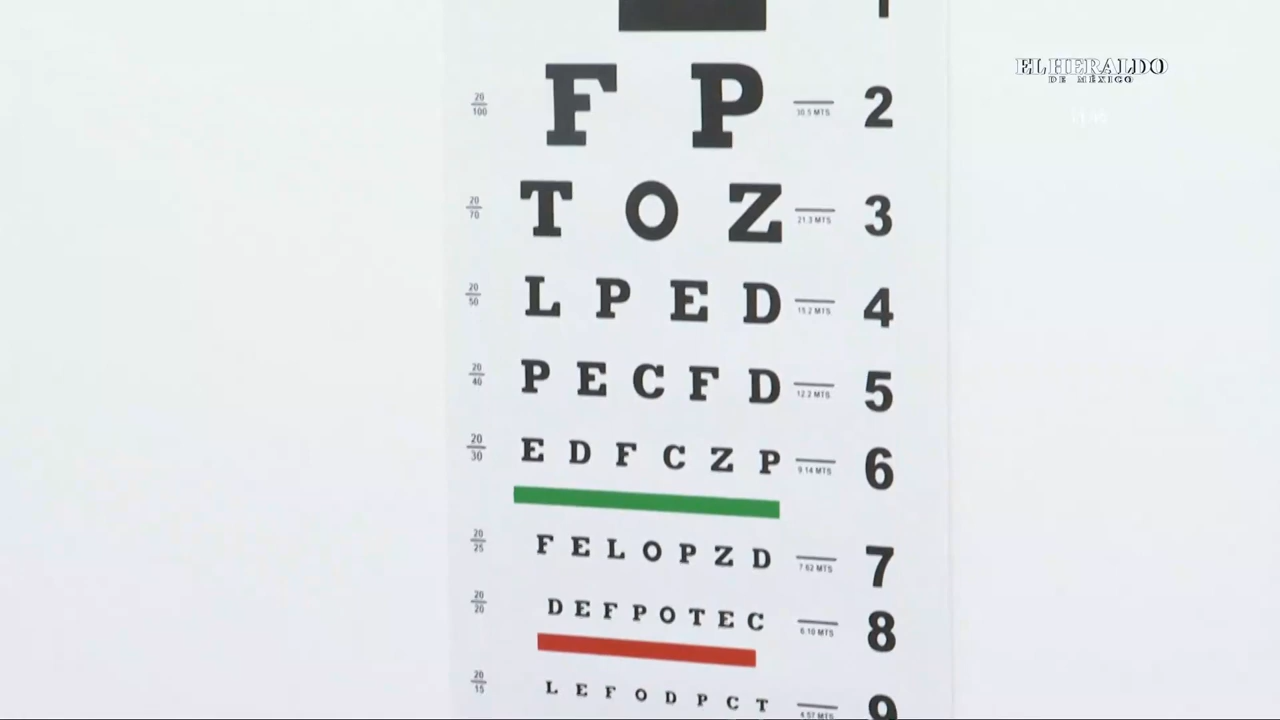 1
EL HERALDO
DE MÉXICO
20/100 F P 30.5 MTS 2
20/70 T O Z 21.3 MTS 3
20/50 L P E D 15.2 MTS 4
20/40 P E C F D 12.2 MTS 5
20/30 E D F C Z P 9.14 MTS 6
20/25 F E L O P Z D 7.62 MTS 7
20/20 D E F P O T E C 6.10 MTS 8
20/15 L E F O D P C T 4.57 MTS 9